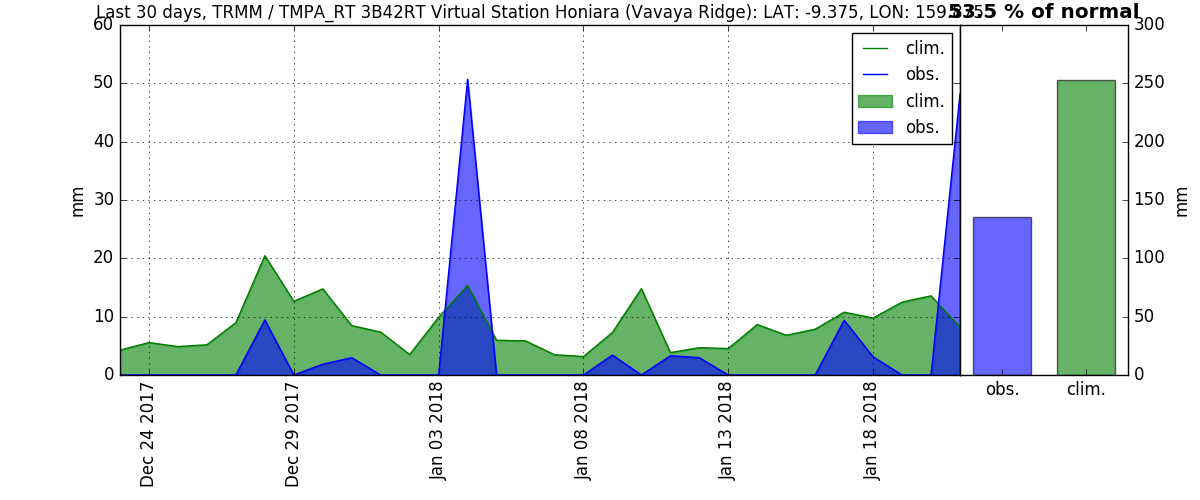 Last 30 days, TRMM / TMPA_RT 3B42RT Virtual Station Honiara (Vavaya Ridge): LAT: -9.375, LON:
53.5 % of normal
60
50
40
30
20
10
0
mm
clim.
obs.
clim.
obs.
300
250
200
150
100
50
0
mm
Dec 24 2017
Dec 29 2017
Jan 03 2018
Jan 08 2018
Jan 13 2018
Jan 18 2018
obs.
clim.